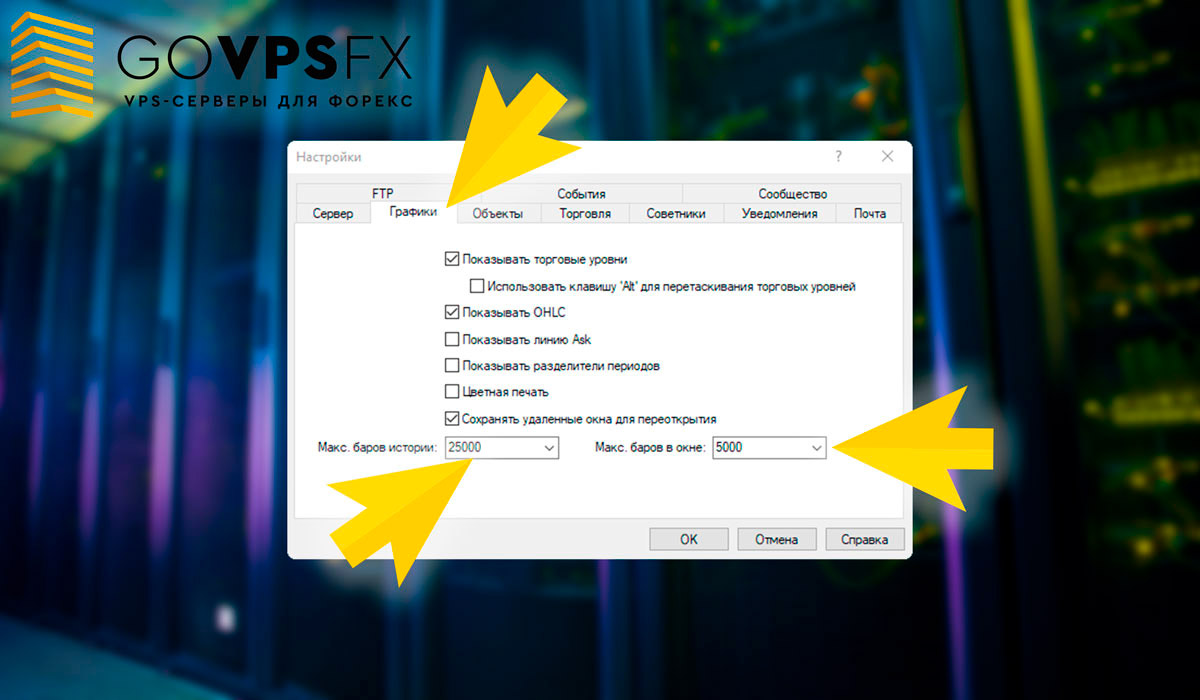 GOVPSFX
VPS-СЕРВЕРЫ ДЛЯ ФОРЕКС
Настройки ?
FTP События Сообщество
Сервер Графики Объекты Торговля Советники Уведомления Почта
Показывать торговые уровни
Использовать клавишу 'Alt' для перетаскивания торговых уровней
Показывать OHLC
Показывать линию Ask
Показывать разделители периодов
Цветная печать
Сохранять удаленные окна для переоткрытия
Макс. баров истории: 25000 Макс. баров в окне: 5000
OK Отмена Справка